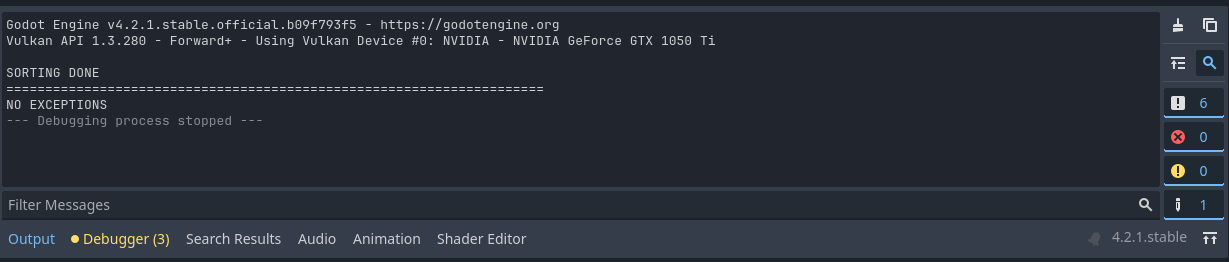 Godot Engine v4.2.1.stable.official.b09f793f5 - https://godotengine.org
Vulkan API 1.3.280 - Forward+ - Using Vulkan Device #0: NVIDIA - NVIDIA GeForce GTX 1050 Ti
SORTING DONE
=====================================================================
NO EXCEPTIONS
--- Debugging process stopped ---
6
0
0
Filter Messages
1
Output Debugger (3) Search Results Audio Animation Shader Editor 4.2.1.stable